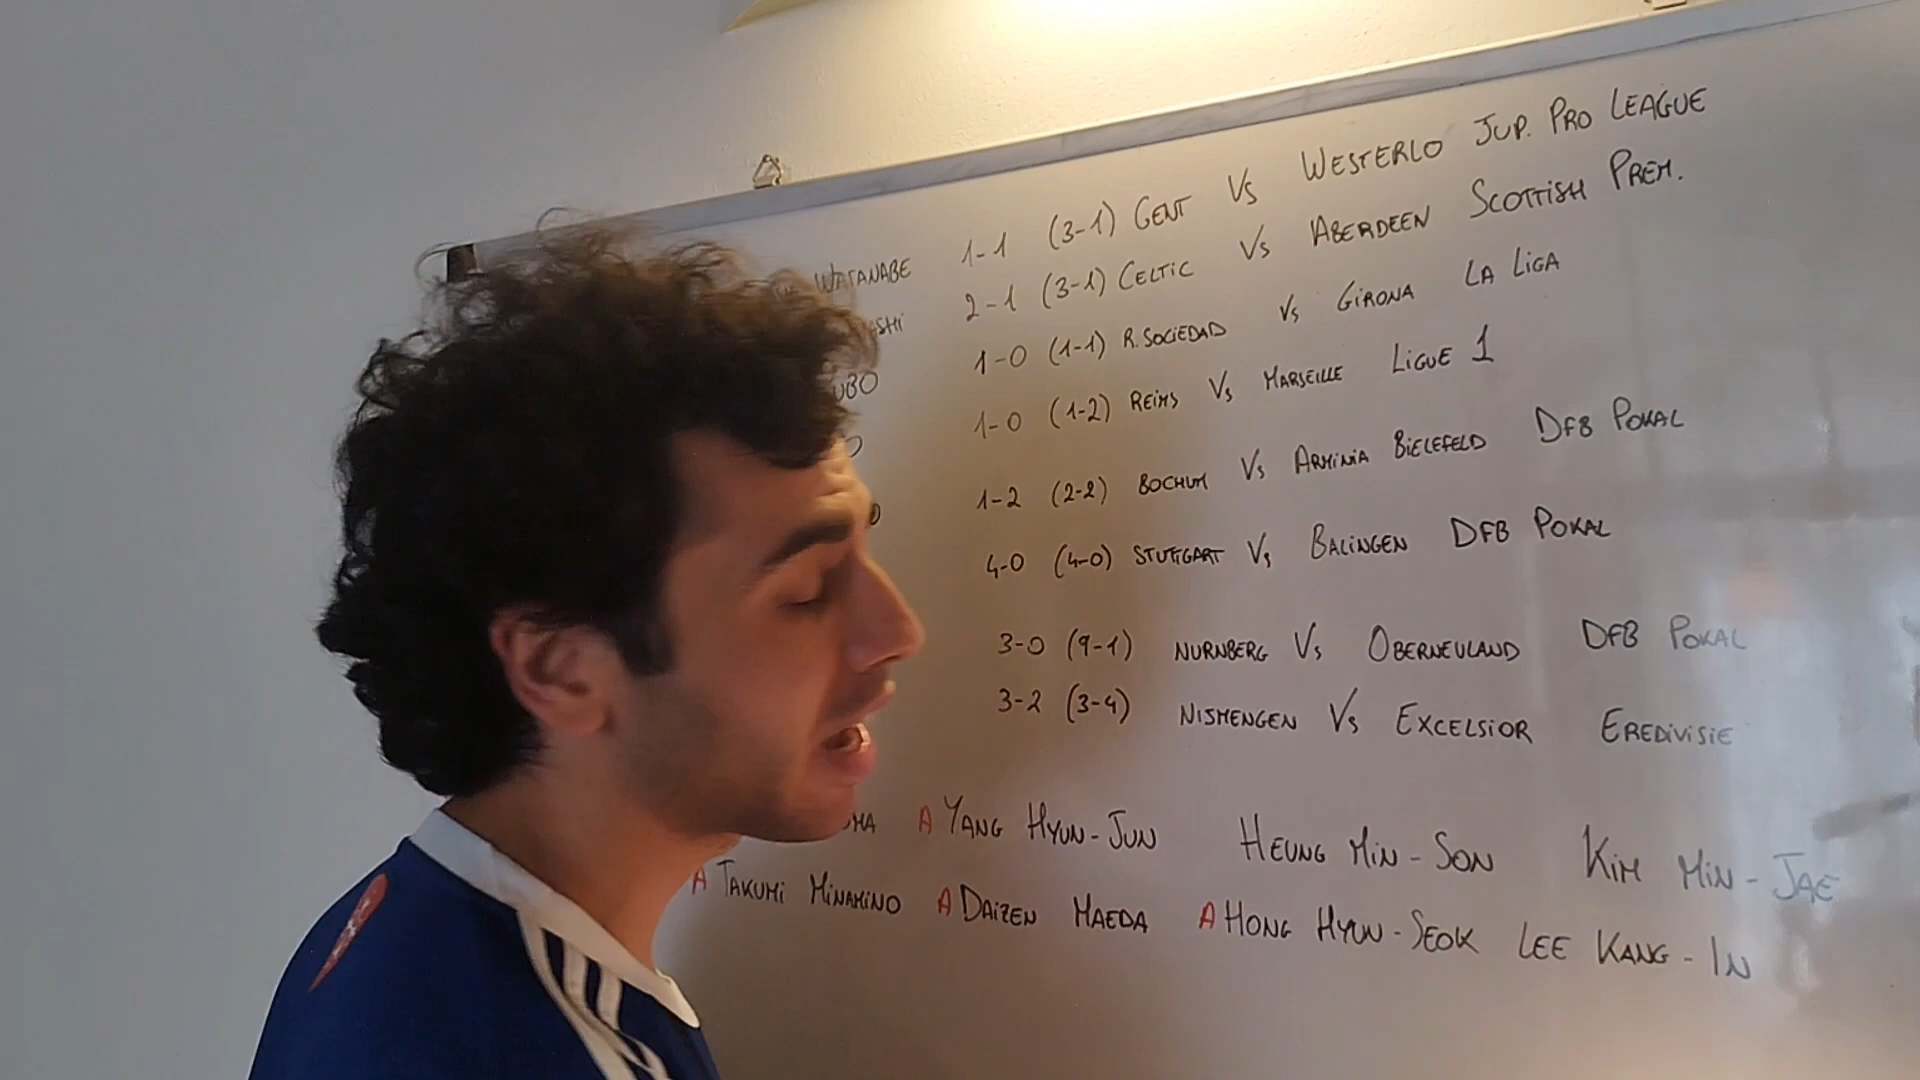 WATANABE 1-1 (3-1) GENT Vs WESTERLO JUP. PRO LEAGUE
2-1 (3-1) CELTIC Vs ABERDEEN SCOTTISH PREM.
1-0 (1-1) R. SOCIEDAD Vs GIRONA LA LIGA
1-0 (1-2) REIMS Vs MARSEILLE LIGUE 1
1-2 (2-2) BOCHUM Vs ARMINIA BIELEFELD DFB POKAL
4-0 (4-0) STUTTGART Vs BALINGEN DFB POKAL
3-0 (9-1) NURNBERG Vs OBERNEULAND DFB POKAL
3-2 (3-4) NISMENGEN Vs EXCELSIOR EREDIVISIE
A YANG HYUN-JUN HEUNG MIN-SON KIM MIN-JAE
A TAKUMI MINAMINO A DAIZEN MAEDA A HONG HYUN-SEOK LEE KANG-IN